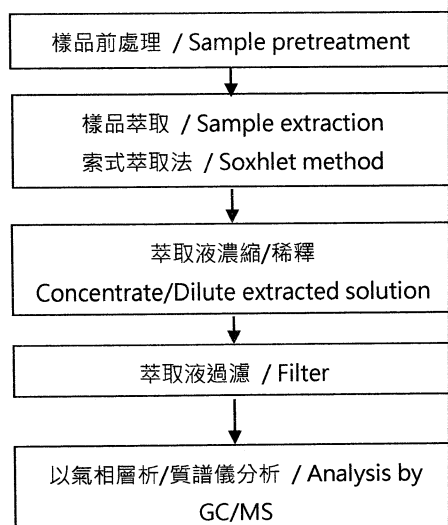 樣品前處理 / Sample pretreatment
樣品萃取 / Sample extraction
索式萃取法 / Soxhlet method
萃取液濃縮/稀釋
Concentrate/Dilute extracted solution
萃取液過濾 / Filter
以氣相層析/質譜儀分析 / Analysis by
GC/MS